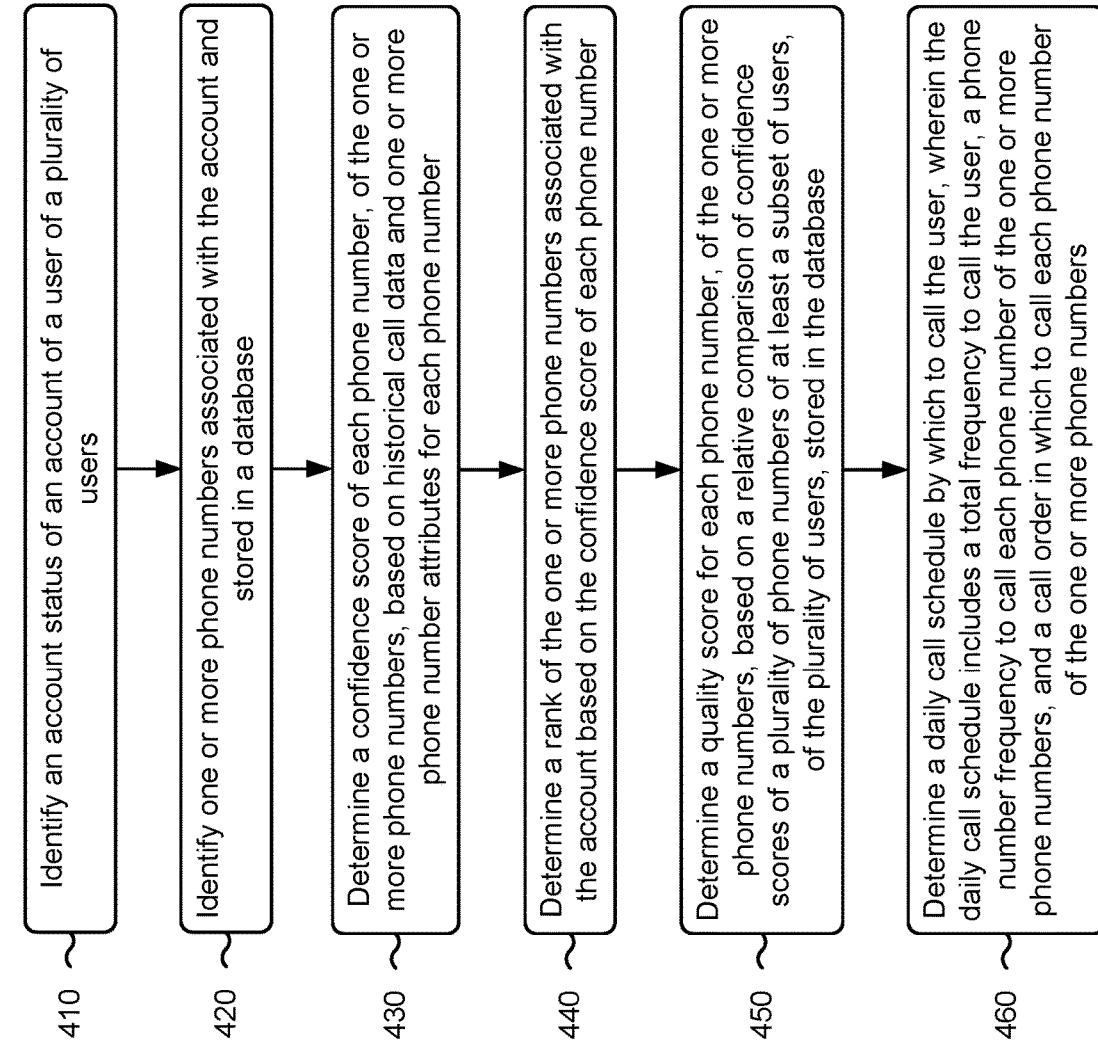 410
Identify an account status of an account of a user of a plurality of
users
420
Identify one or more phone numbers associated with the account and
stored in a database
430
Determine a confidence score of each phone number, of the one or
more phone numbers, based on historical call data and one or more
phone number attributes for each phone number
440
Determine a rank of the one or more phone numbers associated with
the account based on the confidence score of each phone number
450
Determine a quality score for each phone number, of the one or more
phone numbers, based on a relative comparison of confidence
scores of a plurality of phone numbers of at least a subset of users,
of the plurality of users, stored in the database
460
Determine a daily call schedule by which to call the user, wherein the
daily call schedule includes a total frequency to call the user, a phone
number frequency to call each phone number of the one or more
phone numbers, and a call order in which to call each phone number
of the one or more phone numbers